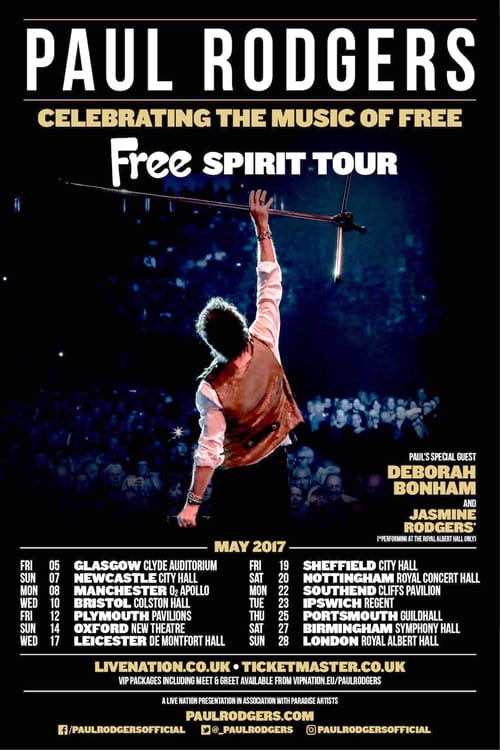 PAUL RODGERS
CELEBRATING THE MUSIC OF FREE
Free SPIRIT TOUR
PAUL'S SPECIAL GUEST
DEBORAH
BONHAM
AND
JASMINE
RODGERS*
(*PERFORMING AT THE ROYAL ALBERT HALL ONLY)
MAY 2017
FRI 05 GLASGOW CLYDE AUDITORIUM
SUN 07 NEWCASTLE CITY HALL
MON 08 MANCHESTER O2 APOLLO
WED 10 BRISTOL COLSTON HALL
FRI 12 PLYMOUTH PAVILIONS
SUN 14 OXFORD NEW THEATRE
WED 17 LEICESTER DE MONTFORT HALL
FRI 19 SHEFFIELD CITY HALL
SAT 20 NOTTINGHAM ROYAL CONCERT HALL
MON 22 SOUTHEND CLIFFS PAVILION
TUE 23 IPSWICH REGENT
THU 25 PORTSMOUTH GUILDHALL
SAT 27 BIRMINGHAM SYMPHONY HALL
SUN 28 LONDON ROYAL ALBERT HALL
LIVENATION.CO.UK • TICKETMASTER.CO.UK
VIP PACKAGES INCLUDING MEET & GREET AVAILABLE FROM VIPNATION.EU/PAULRODGERS
A LIVE NATION PRESENTATION IN ASSOCIATION WITH PARADISE ARTISTS
PAULRODGERS.COM
f/PAULRODGERSOFFICIAL @_PAULRODGERS /PAULRODGERSOFFICIAL